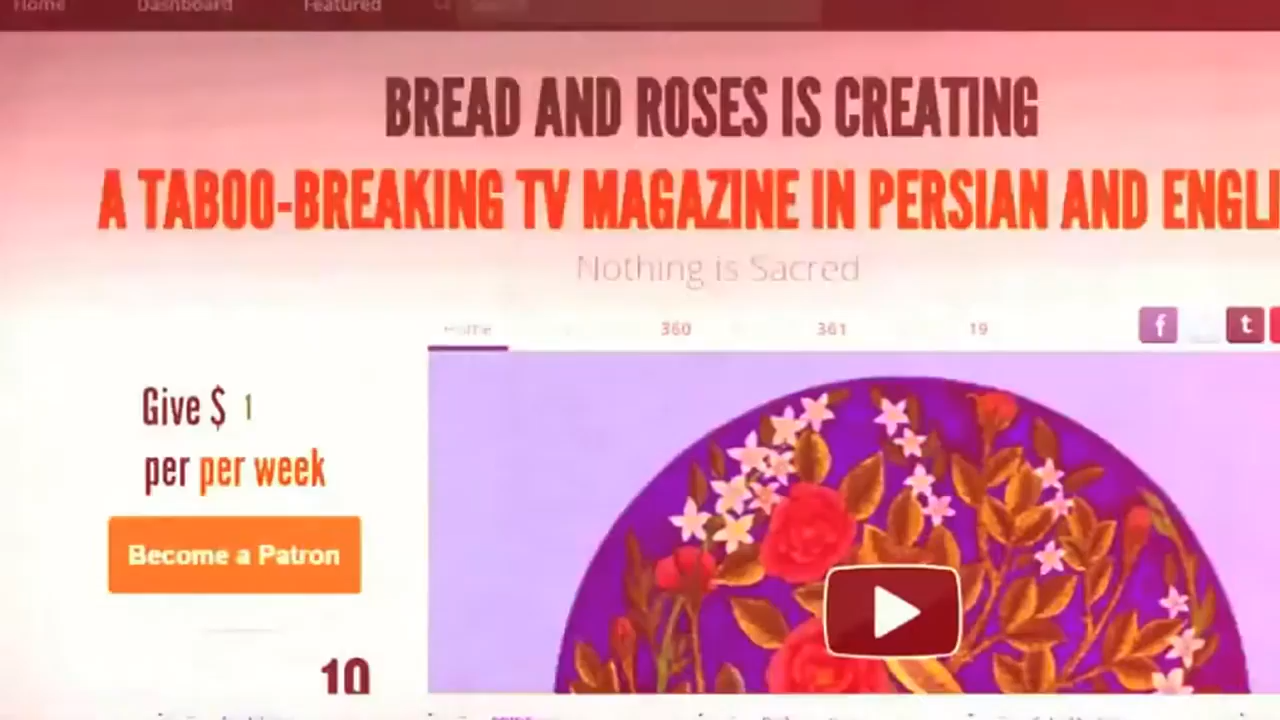 Home Dashboard Featured
BREAD AND ROSES IS CREATING
A TABOO-BREAKING TV MAGAZINE IN PERSIAN AND ENGLI
Nothing is Sacred
Home 360 361 19
f t
Give $ 1
per per week
Become a Patron
10